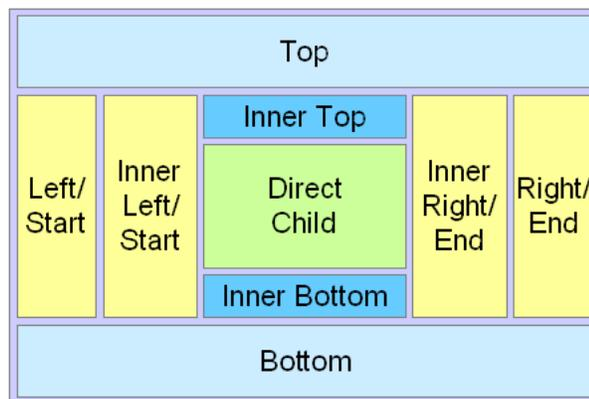 Top
Left/
Start
Inner
Left/
Start
Inner Top
Direct
Child
Inner Bottom
Inner
Right/
End
Right/
End
Bottom